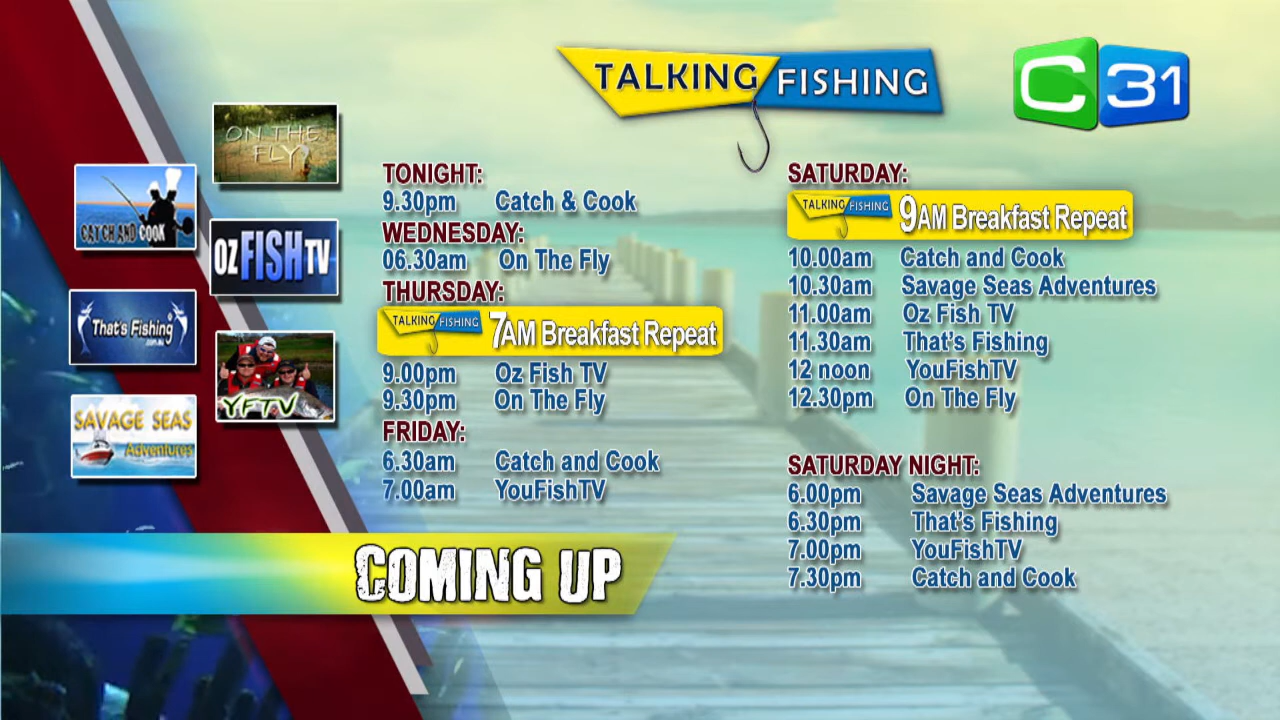 TALKING FISHING
C 31
ON THE FLY
CATCH AND COOK
OZ FISH TV
That's Fishing .com.au
YFTV
SAVAGE SEAS Adventures
TONIGHT:
9.30pm Catch & Cook
WEDNESDAY:
06.30am On The Fly
THURSDAY:
TALKING FISHING 7AM Breakfast Repeat
9.00pm Oz Fish TV
9.30pm On The Fly
FRIDAY:
6.30am Catch and Cook
7.00am YouFishTV
SATURDAY:
TALKING FISHING 9AM Breakfast Repeat
10.00am Catch and Cook
10.30am Savage Seas Adventures
11.00am Oz Fish TV
11.30am That's Fishing
12 noon YouFishTV
12.30pm On The Fly
SATURDAY NIGHT:
6.00pm Savage Seas Adventures
6.30pm That's Fishing
7.00pm YouFishTV
7.30pm Catch and Cook
COMING UP